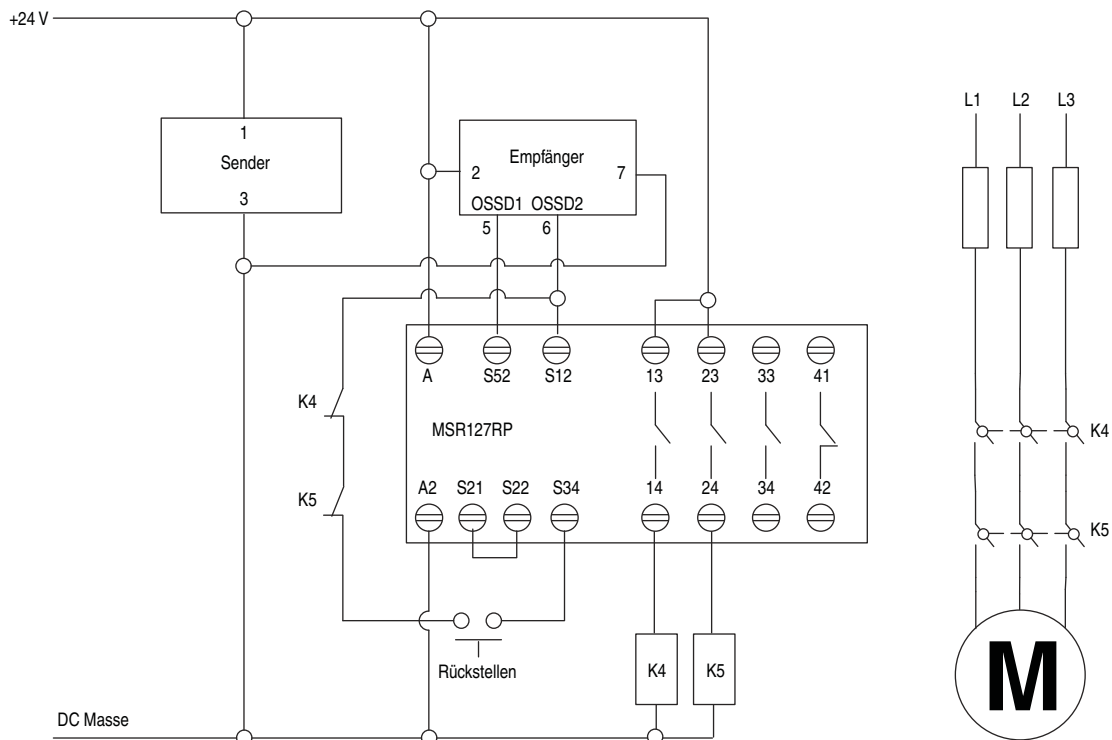 +24 V
L1 L2 L3
1
Sender
3
Empfänger
2 7
OSSD1 OSSD2
5 6
A S52 S12 13 23 33 41
K4
MSR127RP
K4
K5
A2 S21 S22 S34 14 24 34 42
K5
Rückstellen
K4 K5
M
DC Masse